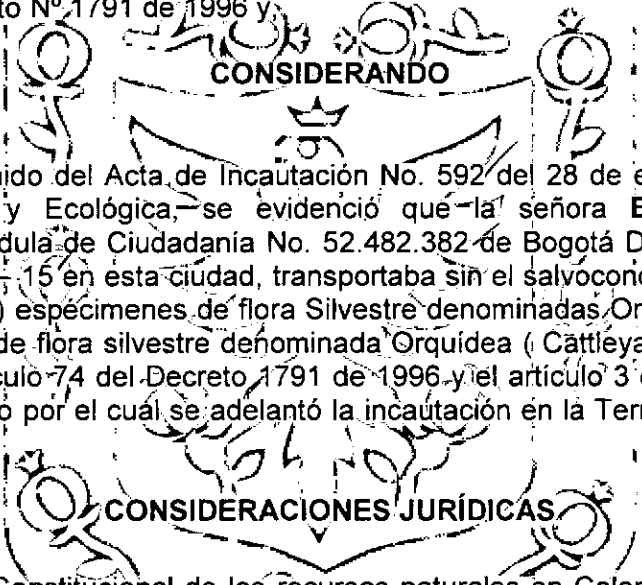 to Nº 1791 de 1996 y,
CONSIDERANDO
ido del Acta de Incautación No. 592 del 28 de e
y Ecológica, se evidenció que la señora E
dula de Ciudadanía No. 52.482.382 de Bogotá D
– 15 en esta ciudad, transportaba sin el salvocond
) especimenes de flora Silvestre denominadas Or
de flora silvestre denominada Orquídea ( Cattleya
culo 74 del Decreto 1791 de 1996 y el artículo 3
o por el cual se adelantó la incautación en la Ter
CONSIDERACIONES JURÍDICAS
Constitucional de los recursos naturales en Colo